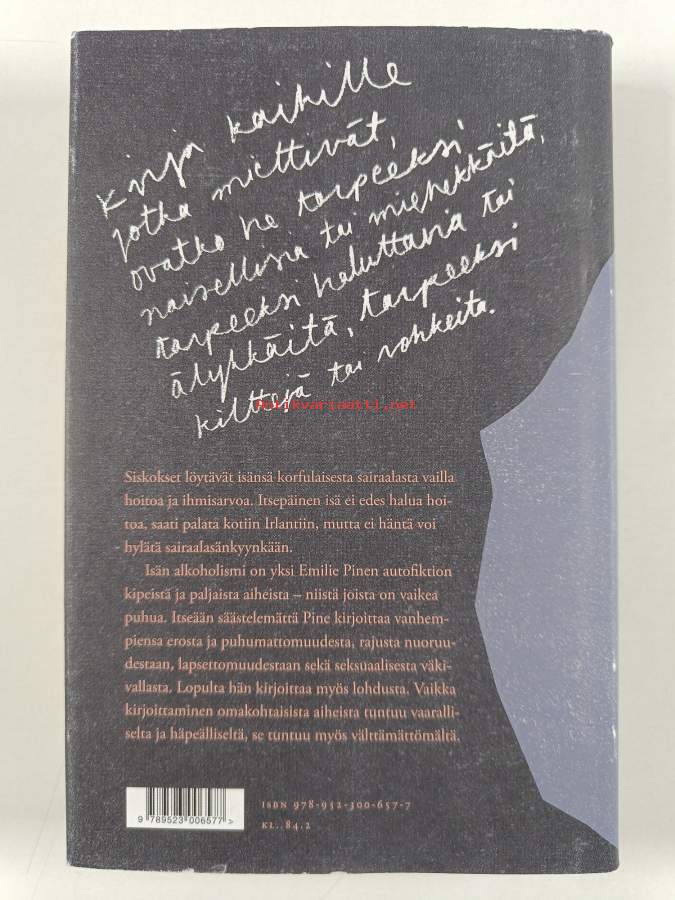 kirja kaikille
jotka miettivät,
ovatko he tarpeeksi
naisellisia tai miehekkäitä,
tarpeeksi haluttavia tai
älykkäitä, tarpeeksi
kilttejä tai rohkeita.
Antikvariaatti.net
Siskokset löytävät isänsä korfulaisesta sairaalasta vailla
hoitoa ja ihmisarvoa. Itsepäinen isä ei edes halua hoi-
toa, saati palata kotiin Irlantiin, mutta ei häntä voi
hylätä sairaalasänkyynkään.
Isän alkoholismi on yksi Emilie Pinen autofiktion
kipeistä ja paljaista aiheista – niistä joista on vaikea
puhua. Itseään säästelemättä Pine kirjoittaa vanhem-
piensa erosta ja puhumattomuudesta, rajusta nuoruu-
destaan, lapsettomuudestaan sekä seksuaalisesta väki-
vallasta. Lopulta hän kirjoittaa myös lohdusta. Vaikka
kirjoittaminen omakohtaisista aiheista tuntuu vaaralli-
selta ja häpeälliseltä, se tuntuu myös välttämättömältä.
ISBN 978-952-300-657-7
KL. 84.2
9 789523 006577 >